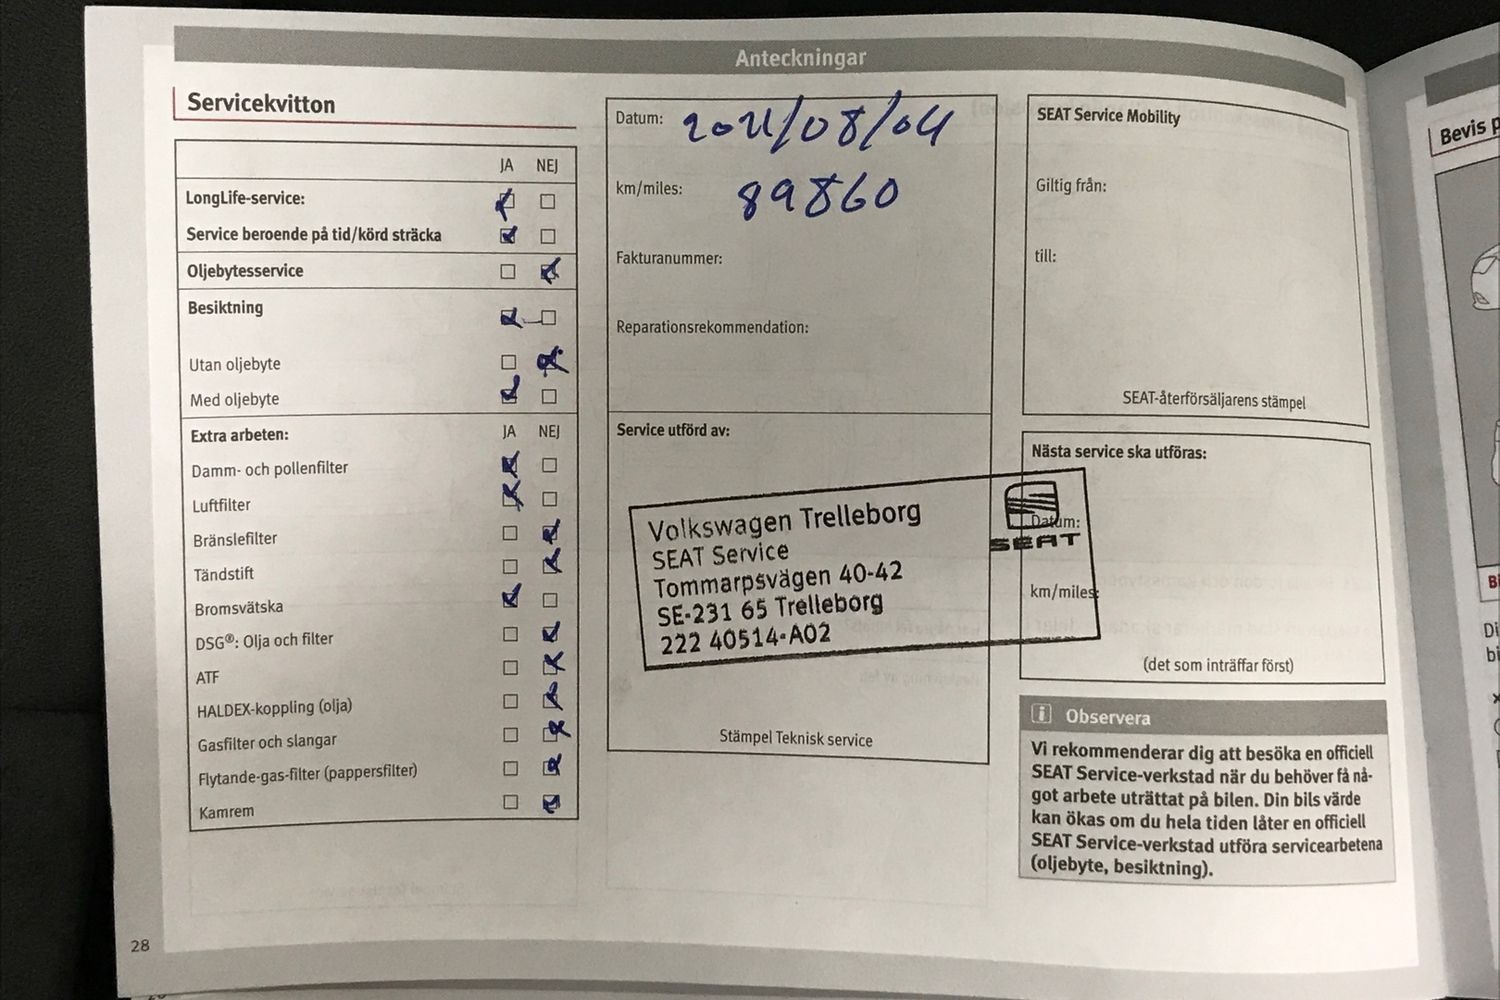 Anteckningar
Servicekvitton
JA NEJ
LongLife-service:
Service beroende på tid/körd sträcka
Oljebytesservice
Besiktning
Utan oljebyte
Med oljebyte
Extra arbeten: JA NEJ
Damm- och pollenfilter
Luftfilter
Bränslefilter
Tändstift
Bromsvätska
DSG®: Olja och filter
ATF
HALDEX-koppling (olja)
Gasfilter och slangar
Flytande-gas-filter (pappersfilter)
Kamrem
28
Datum: 2021/08/04
km/miles: 89860
Fakturanummer:
Reparationsrekommendation:
Service utförd av:
Volkswagen Trelleborg
SEAT Service
Tommarpsvägen 40-42
SE-231 65 Trelleborg
222 40514-A02
SEAT
Stämpel Teknisk service
SEAT Service Mobility
Giltig från:
till:
SEAT-återförsäljarens stämpel
Nästa service ska utföras:
Datum:
km/miles:
(det som inträffar först)
i Observera
Vi rekommenderar dig att besöka en officiell
SEAT Service-verkstad när du behöver få nå-
got arbete uträttat på bilen. Din bils värde
kan ökas om du hela tiden låter en officiell
SEAT Service-verkstad utföra servicearbetena
(oljebyte, besiktning).
Bevis